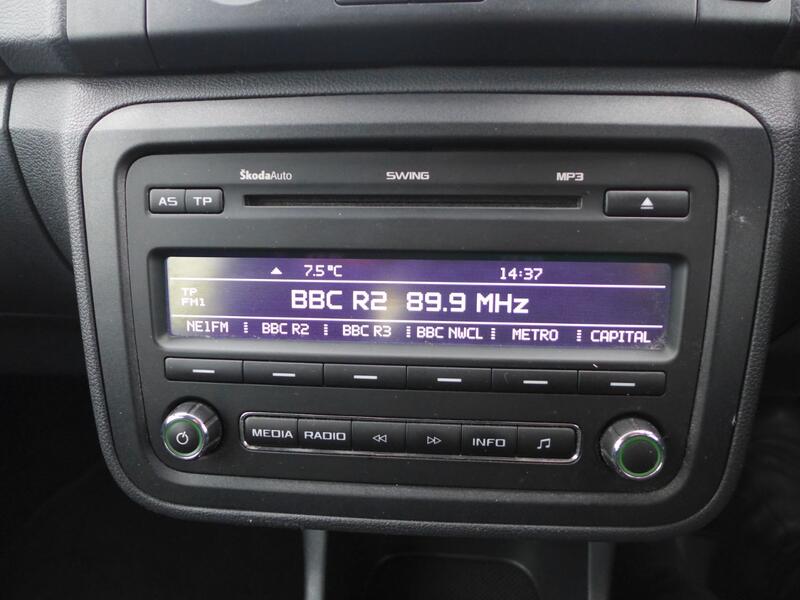 ŠkodaAuto SWING MP3
AS TP
7.5°C 14:37
TP
FM1
BBC R2 89.9 MHz
NE1FM BBC R2 BBC R3 BBC NWCL METRO CAPITAL
MEDIA RADIO INFO